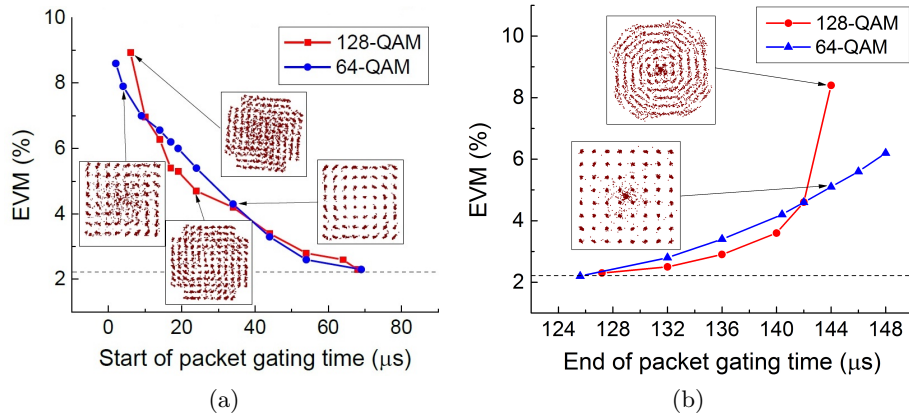 10
8
6
4
2
EVM (%)
128-QAM
64-QAM
0
20
40
60
80
Start of packet gating time (μs)
(a)
10
8
6
4
2
EVM (%)
128-QAM
64-QAM
124
128
132
136
140
144
148
End of packet gating time (μs)
(b)